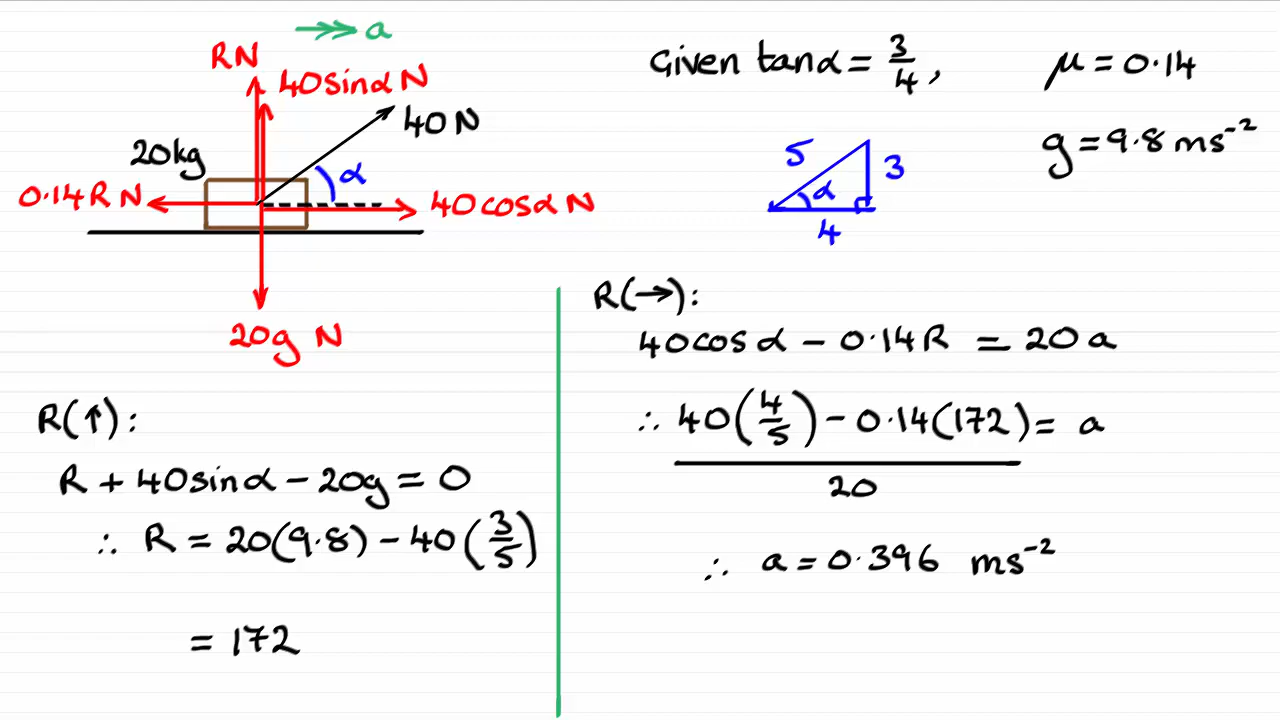 a
RN
40sinα N
40N
20kg
α
0.14R N
40cosα N
20g N
Given tanα = 3/4,
μ = 0.14
g = 9.8 ms⁻²
5
3
α
4
R(↑):
R + 40sinα − 20g = 0
∴ R = 20(9.8) − 40(3/5)
= 172
R(→):
40cosα − 0.14R = 20a
∴ 40(4/5) − 0.14(172) = a
20
∴ a = 0.396 ms⁻²